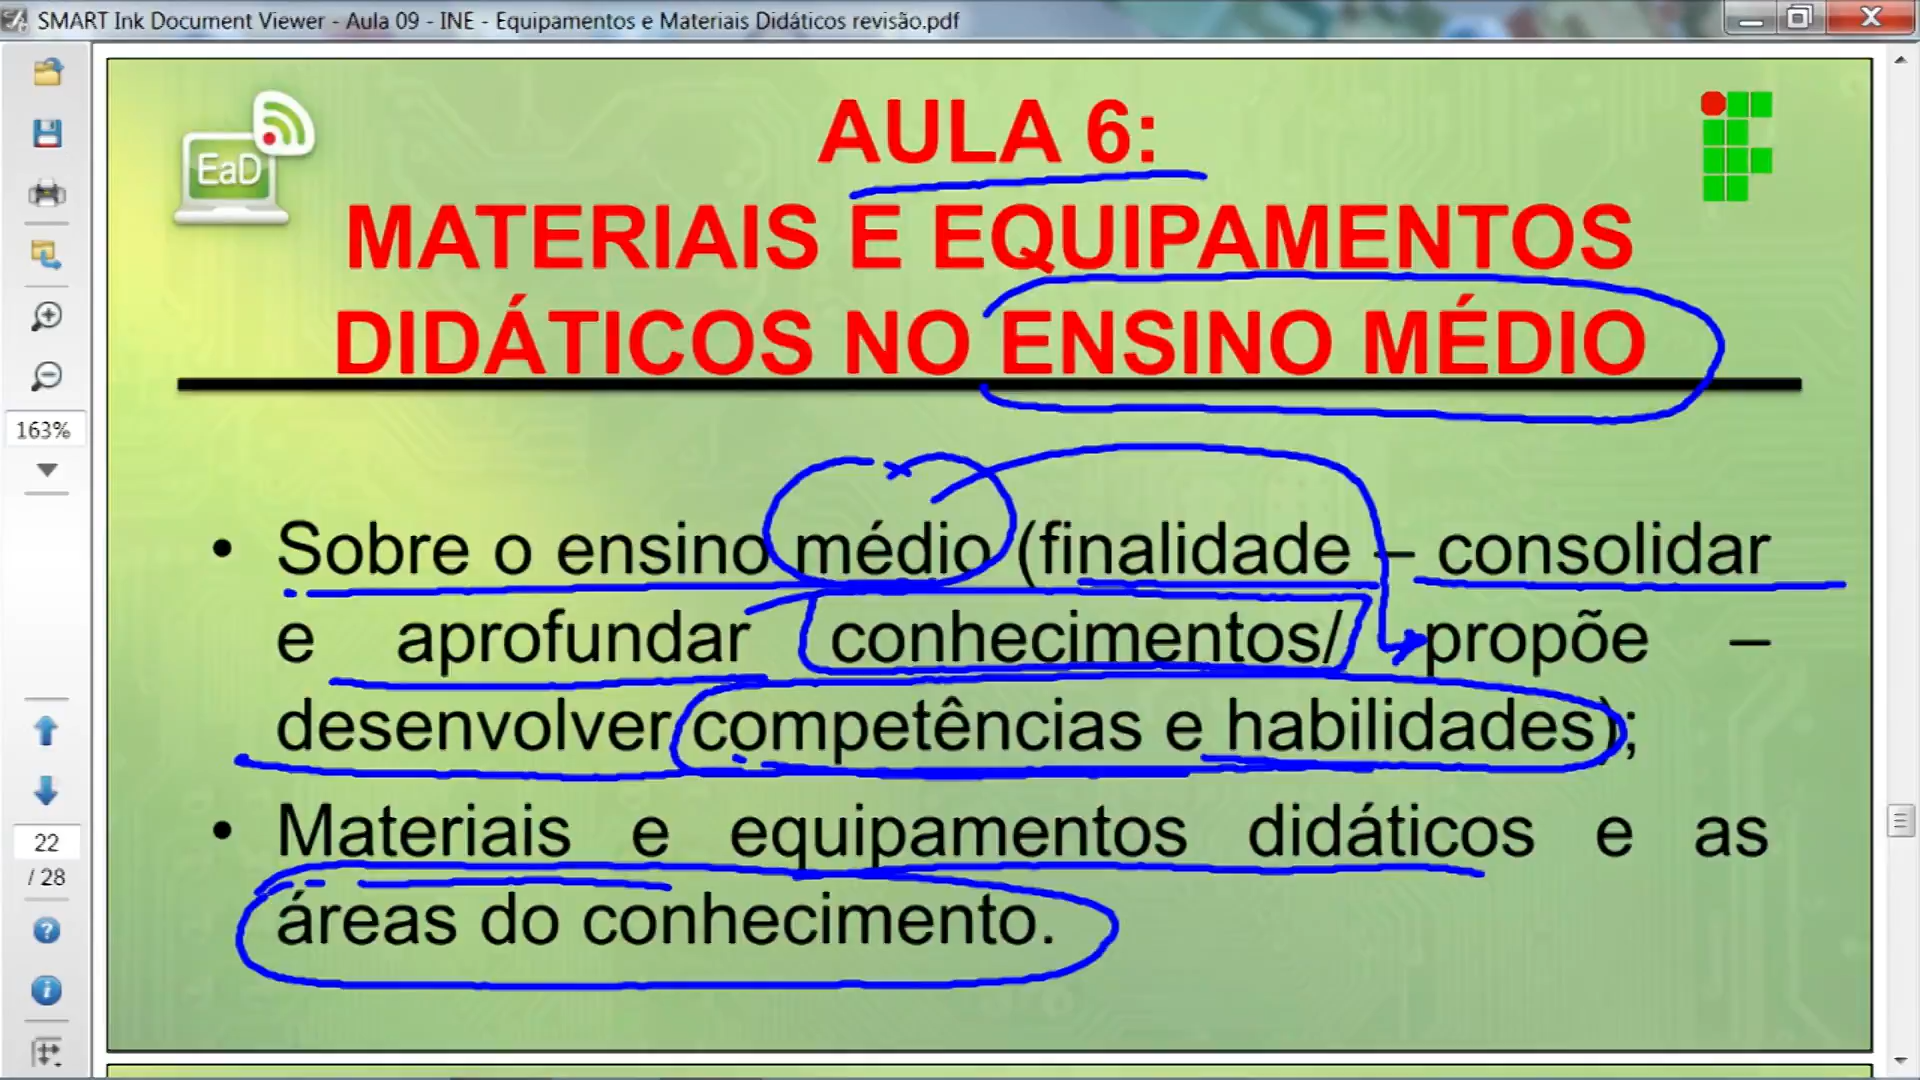 SMART Ink Document Viewer - Aula 09 - INE - Equipamentos e Materiais Didáticos revisão.pdf
EaD
AULA 6:
MATERIAIS E EQUIPAMENTOS
DIDÁTICOS NO ENSINO MÉDIO
163%
• Sobre o ensino médio (finalidade – consolidar
e aprofundar conhecimentos/ propõe –
desenvolver competências e habilidades);
• Materiais e equipamentos didáticos e as
áreas do conhecimento.
22
/ 28